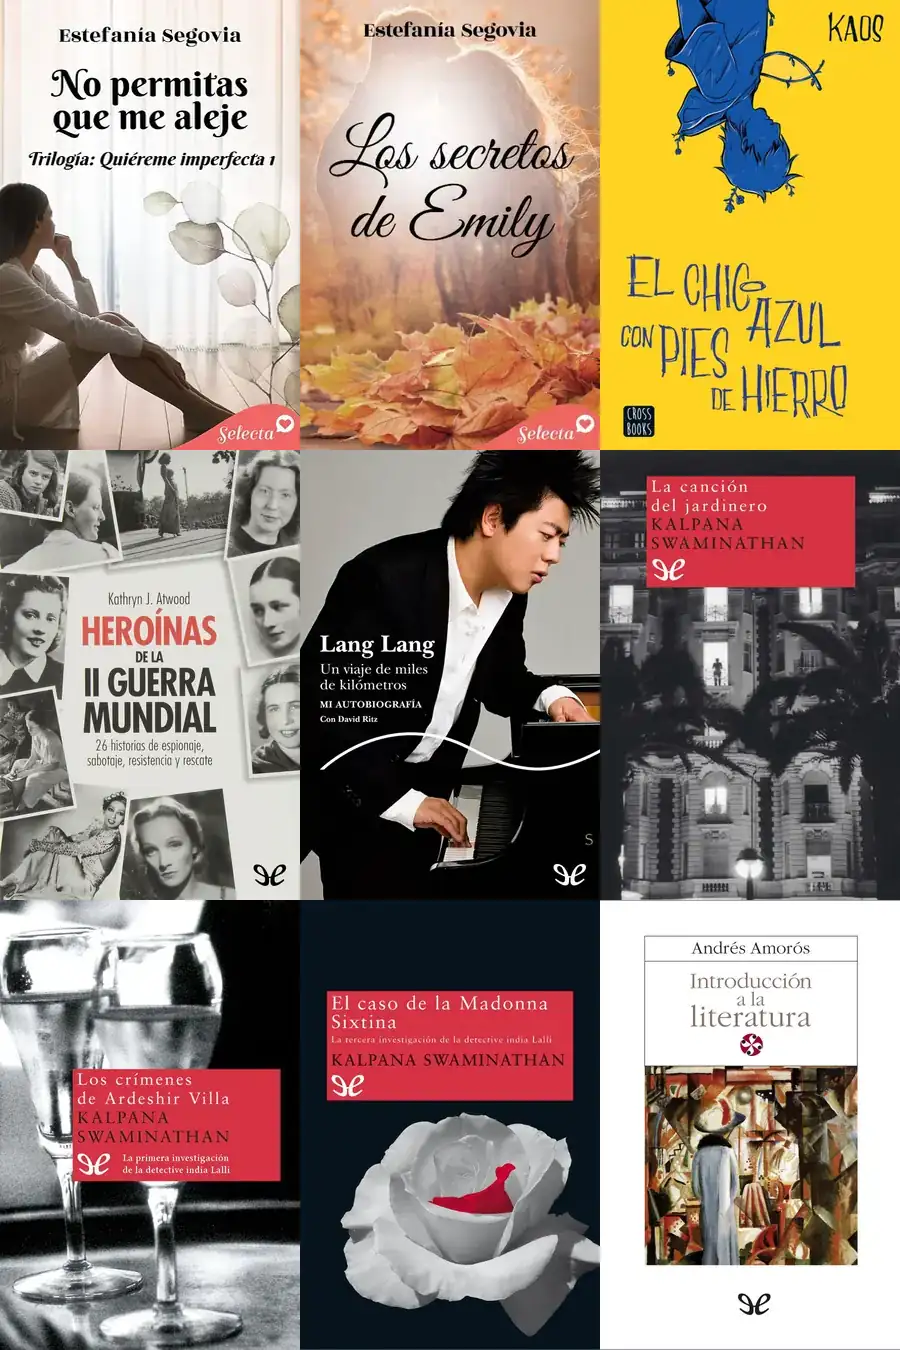 Estefanía Segovia
No permitas
que me aleje
Trilogía: Quiéreme imperfecta 1
Selecta
Estefanía Segovia
Los secretos
de Emily
Selecta
KAOS
EL CHICO
AZUL
CON PIES
DE HIERRO
CROSS
BOOKS
Kathryn J. Atwood
HEROÍNAS
DE LA
II GUERRA
MUNDIAL
26 historias de espionaje,
sabotaje, resistencia y rescate
Lang Lang
Un viaje de miles
de kilómetros
MI AUTOBIOGRAFÍA
Con David Ritz
S
La canción
del jardinero
KALPANA
SWAMINATHAN
Los crímenes
de Ardeshir Villa
KALPANA
SWAMINATHAN
La primera investigación
de la detective india Lalli
El caso de la Madonna
Sixtina
La tercera investigación de la detective india Lalli
KALPANA SWAMINATHAN
Andrés Amorós
Introducción
a la
literatura